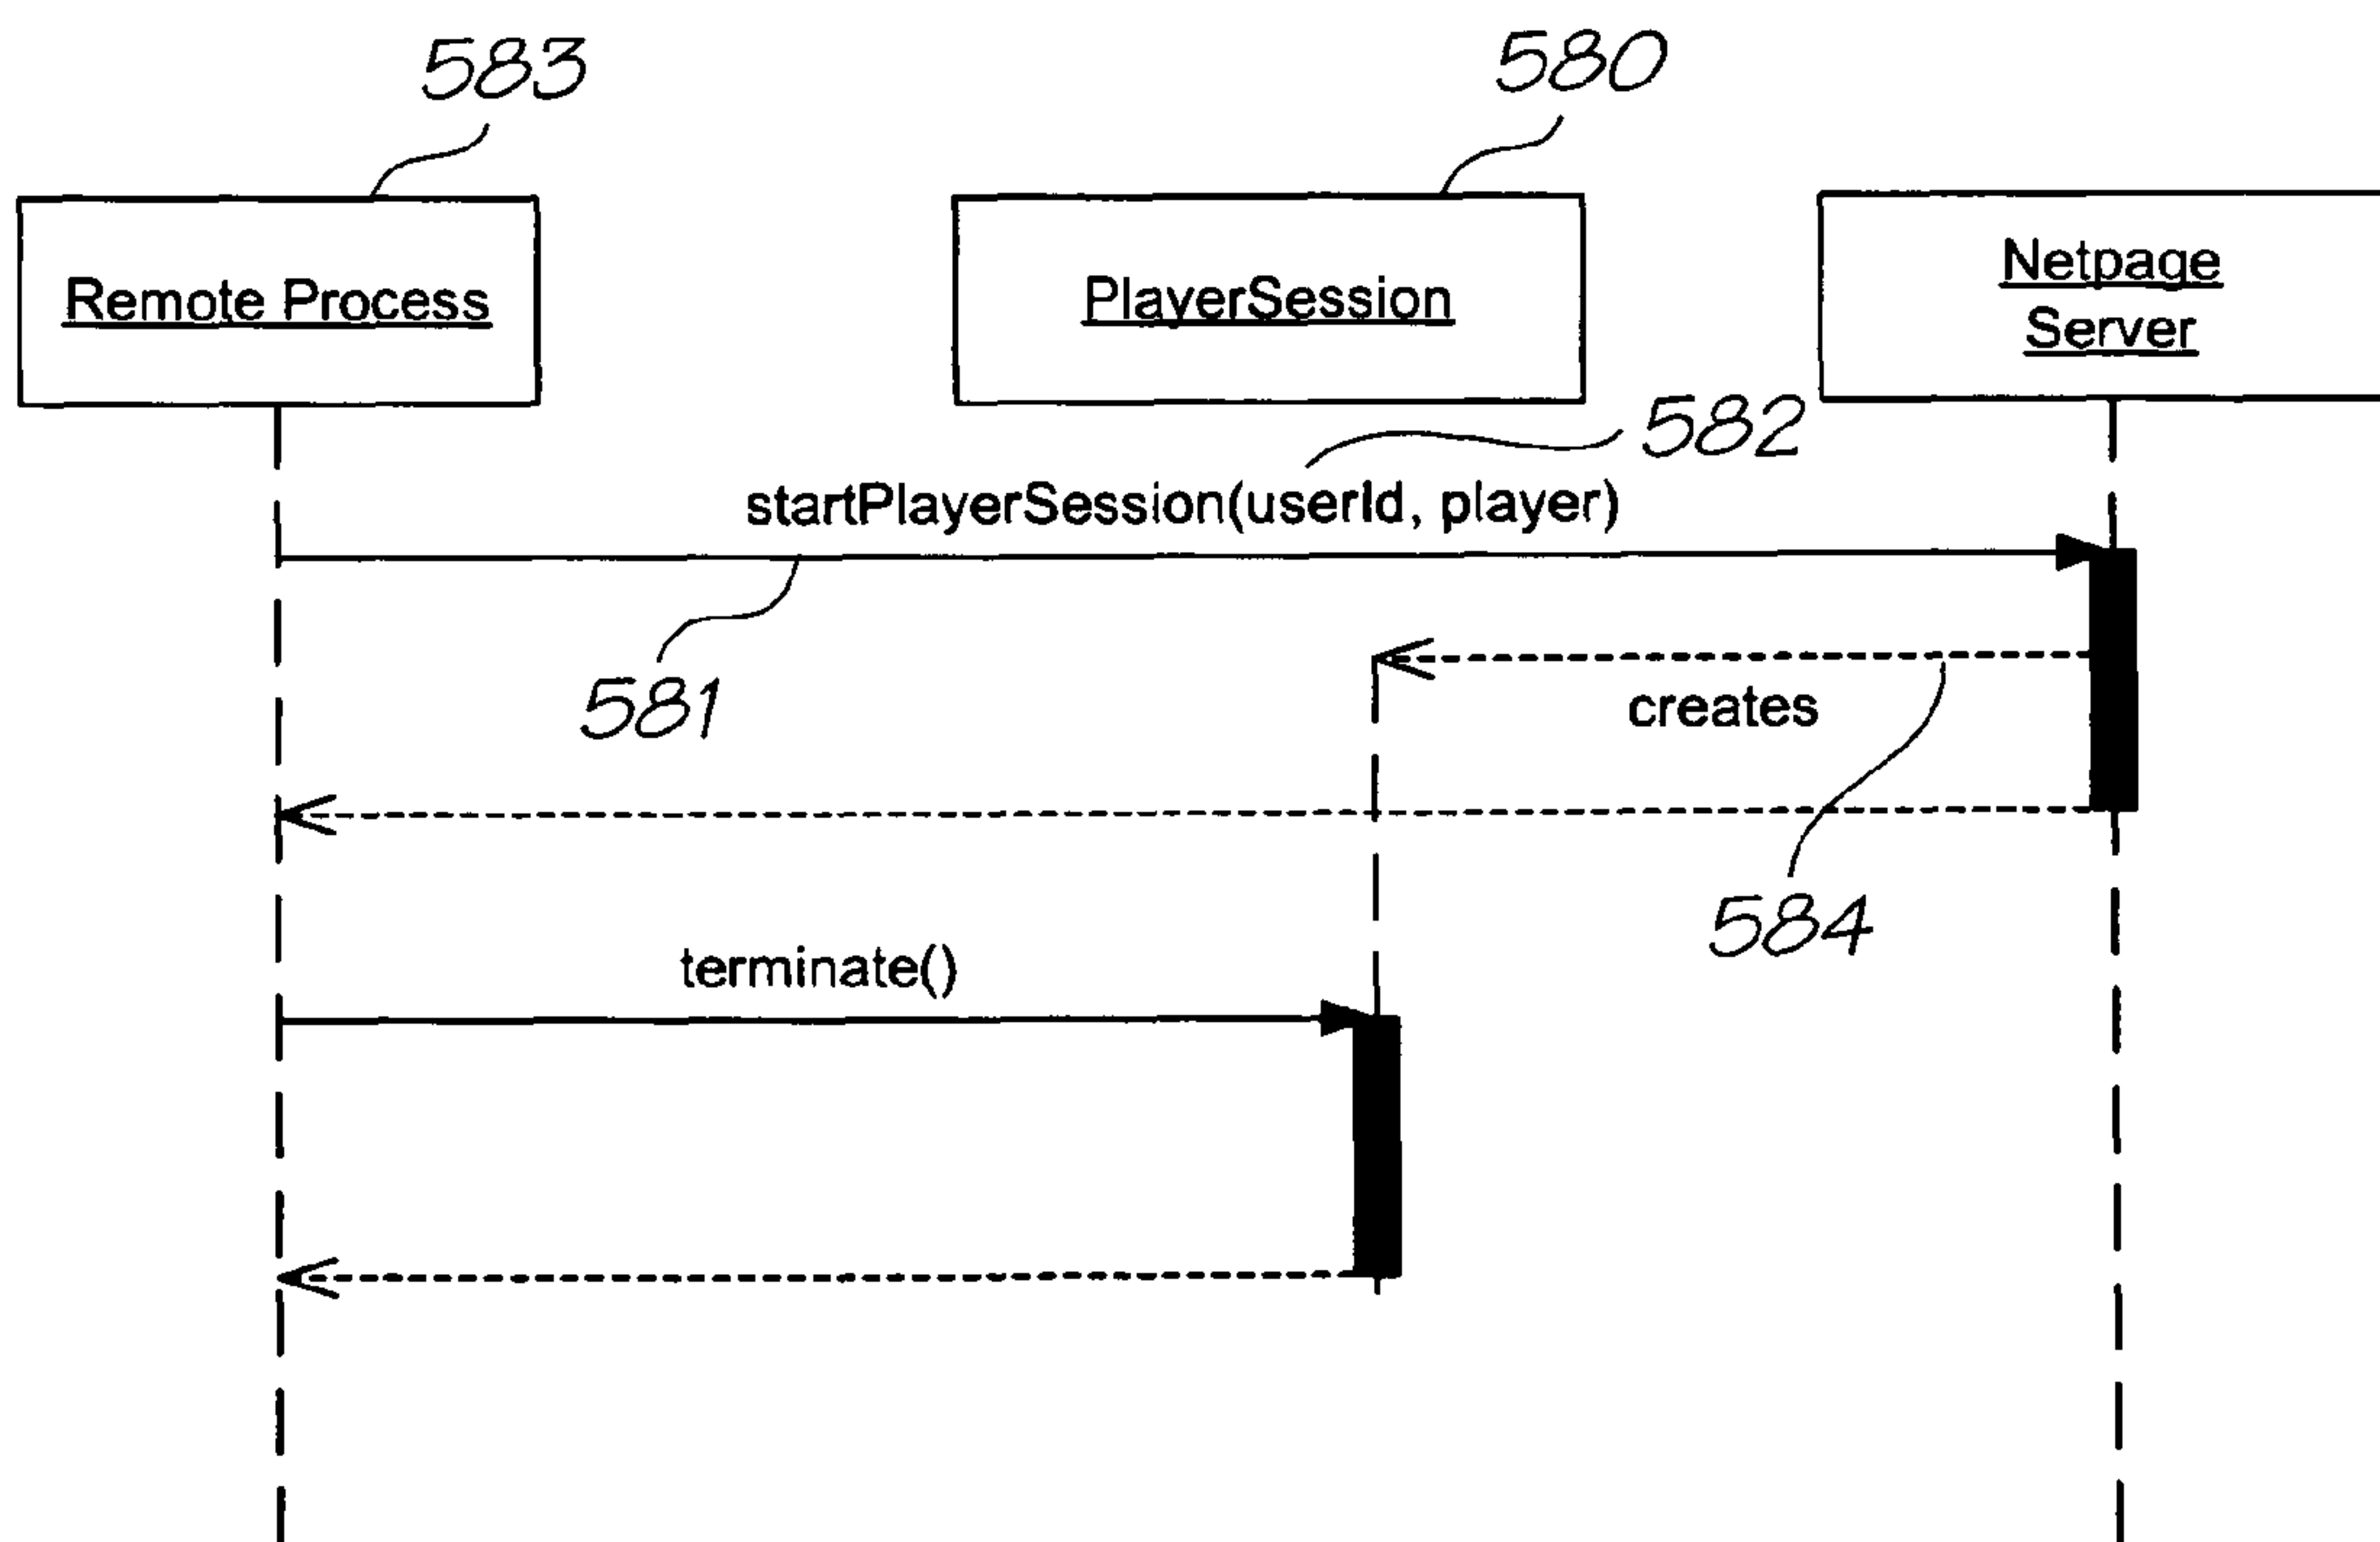 583
580
Remote Process
PlayerSession
Netpage
Server
582
startPlayerSession(userId, player)
581
creates
584
terminate()